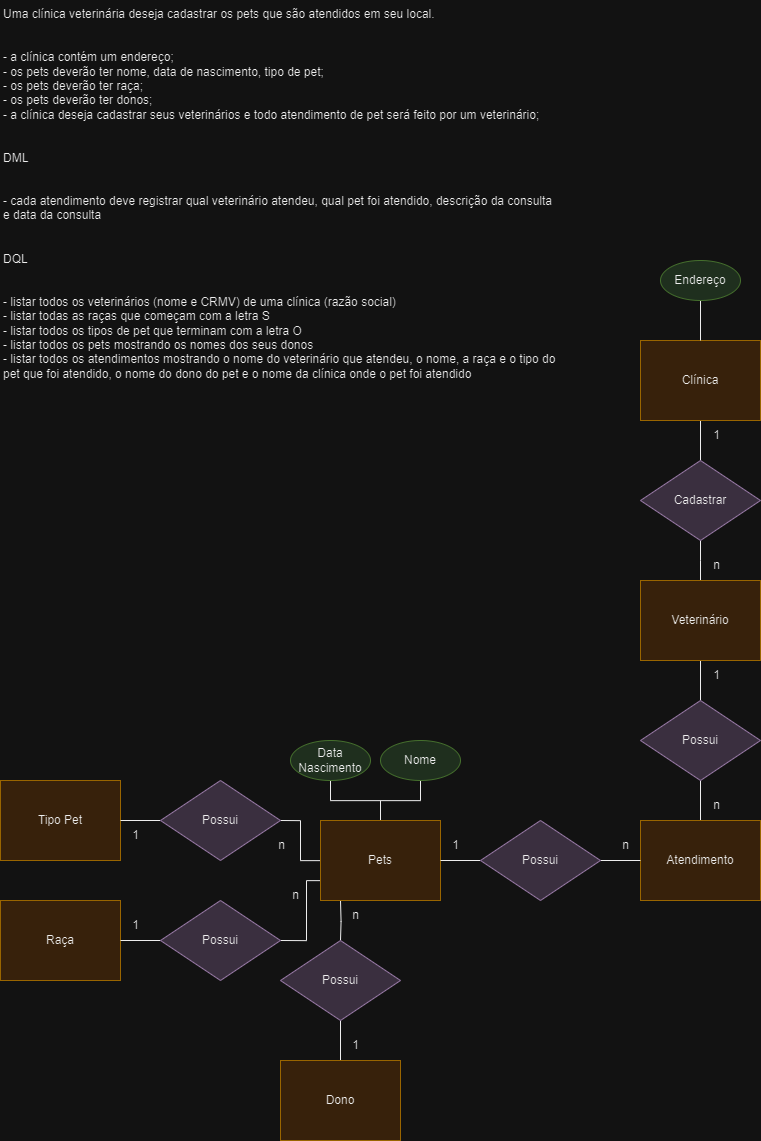 Uma clínica veterinária deseja cadastrar os pets que são atendidos em seu local.
- a clínica contém um endereço;
- os pets deverão ter nome, data de nascimento, tipo de pet;
- os pets deverão ter raça;
- os pets deverão ter donos;
- a clínica deseja cadastrar seus veterinários e todo atendimento de pet será feito por um veterinário;
DML
- cada atendimento deve registrar qual veterinário atendeu, qual pet foi atendido, descrição da consulta
e data da consulta
DQL
- listar todos os veterinários (nome e CRMV) de uma clínica (razão social)
- listar todas as raças que começam com a letra S
- listar todos os tipos de pet que terminam com a letra O
- listar todos os pets mostrando os nomes dos seus donos
- listar todos os atendimentos mostrando o nome do veterinário que atendeu, o nome, a raça e o tipo do
pet que foi atendido, o nome do dono do pet e o nome da clínica onde o pet foi atendido
Endereço
Clínica
1
Cadastrar
n
Veterinário
1
Possui
n
Data
Nascimento
Nome
Tipo Pet
1
Possui
n
Pets
1
Possui
n
Atendimento
Raça
1
Possui
n
n
Possui
1
Dono